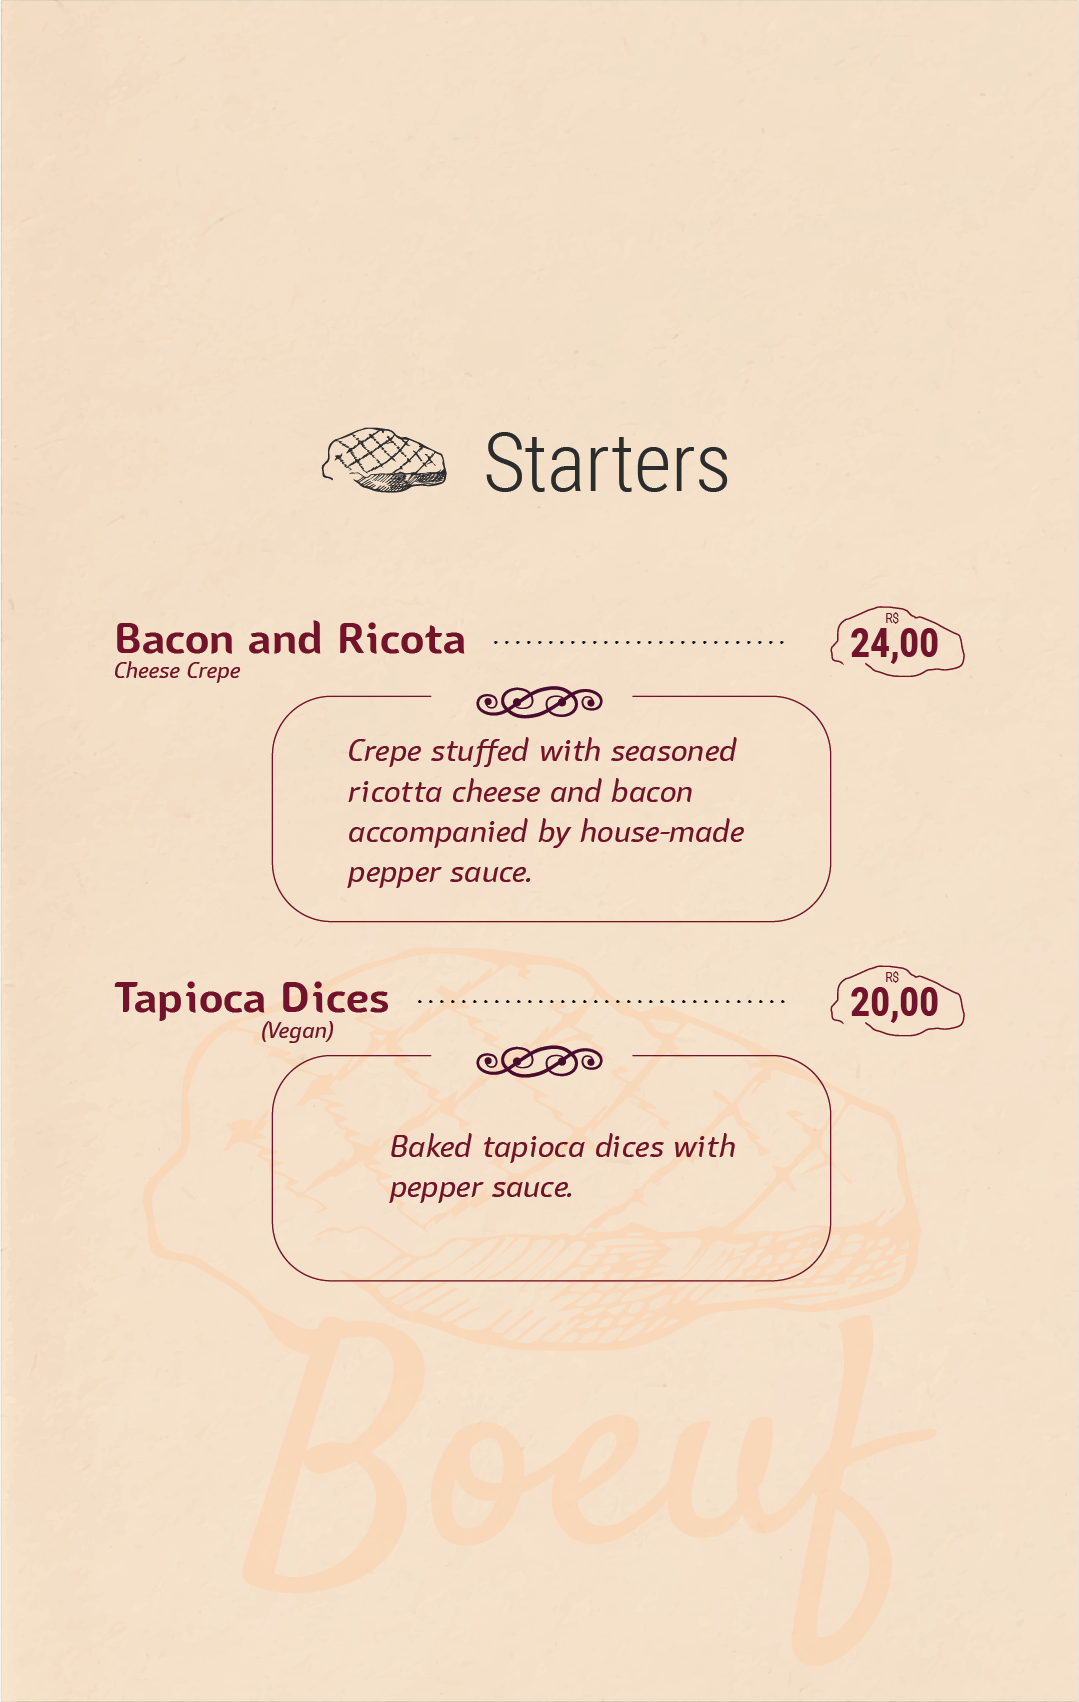 Starters
Bacon and Ricota
R$
24,00
Cheese Crepe
Crepe stuffed with seasoned
ricotta cheese and bacon
accompanied by house-made
pepper sauce.
Tapioca Dices
R$
20,00
(Vegan)
Baked tapioca dices with
pepper sauce.
Boeuf